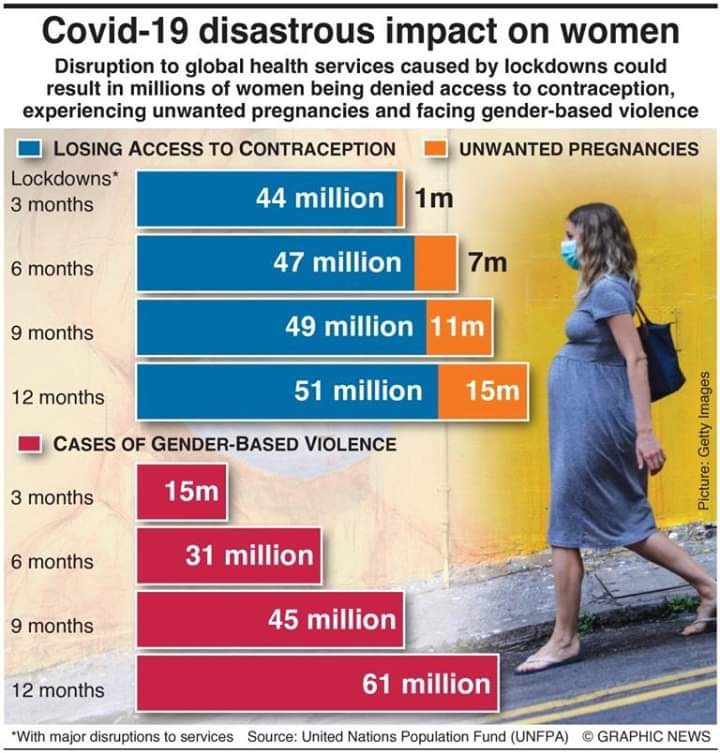 Covid-19 disastrous impact on women
Disruption to global health services caused by lockdowns could
result in millions of women being denied access to contraception,
experiencing unwanted pregnancies and facing gender-based violence
LOSING ACCESS TO CONTRACEPTION
UNWANTED PREGNANCIES
Lockdowns*
3 months
44 million
1m
6 months
47 million
7m
9 months
49 million
11m
12 months
51 million
15m
CASES OF GENDER-BASED VIOLENCE
3 months
15m
6 months
31 million
9 months
45 million
12 months
61 million
Picture: Getty Images
*With major disruptions to services
Source: United Nations Population Fund (UNFPA)
© GRAPHIC NEWS